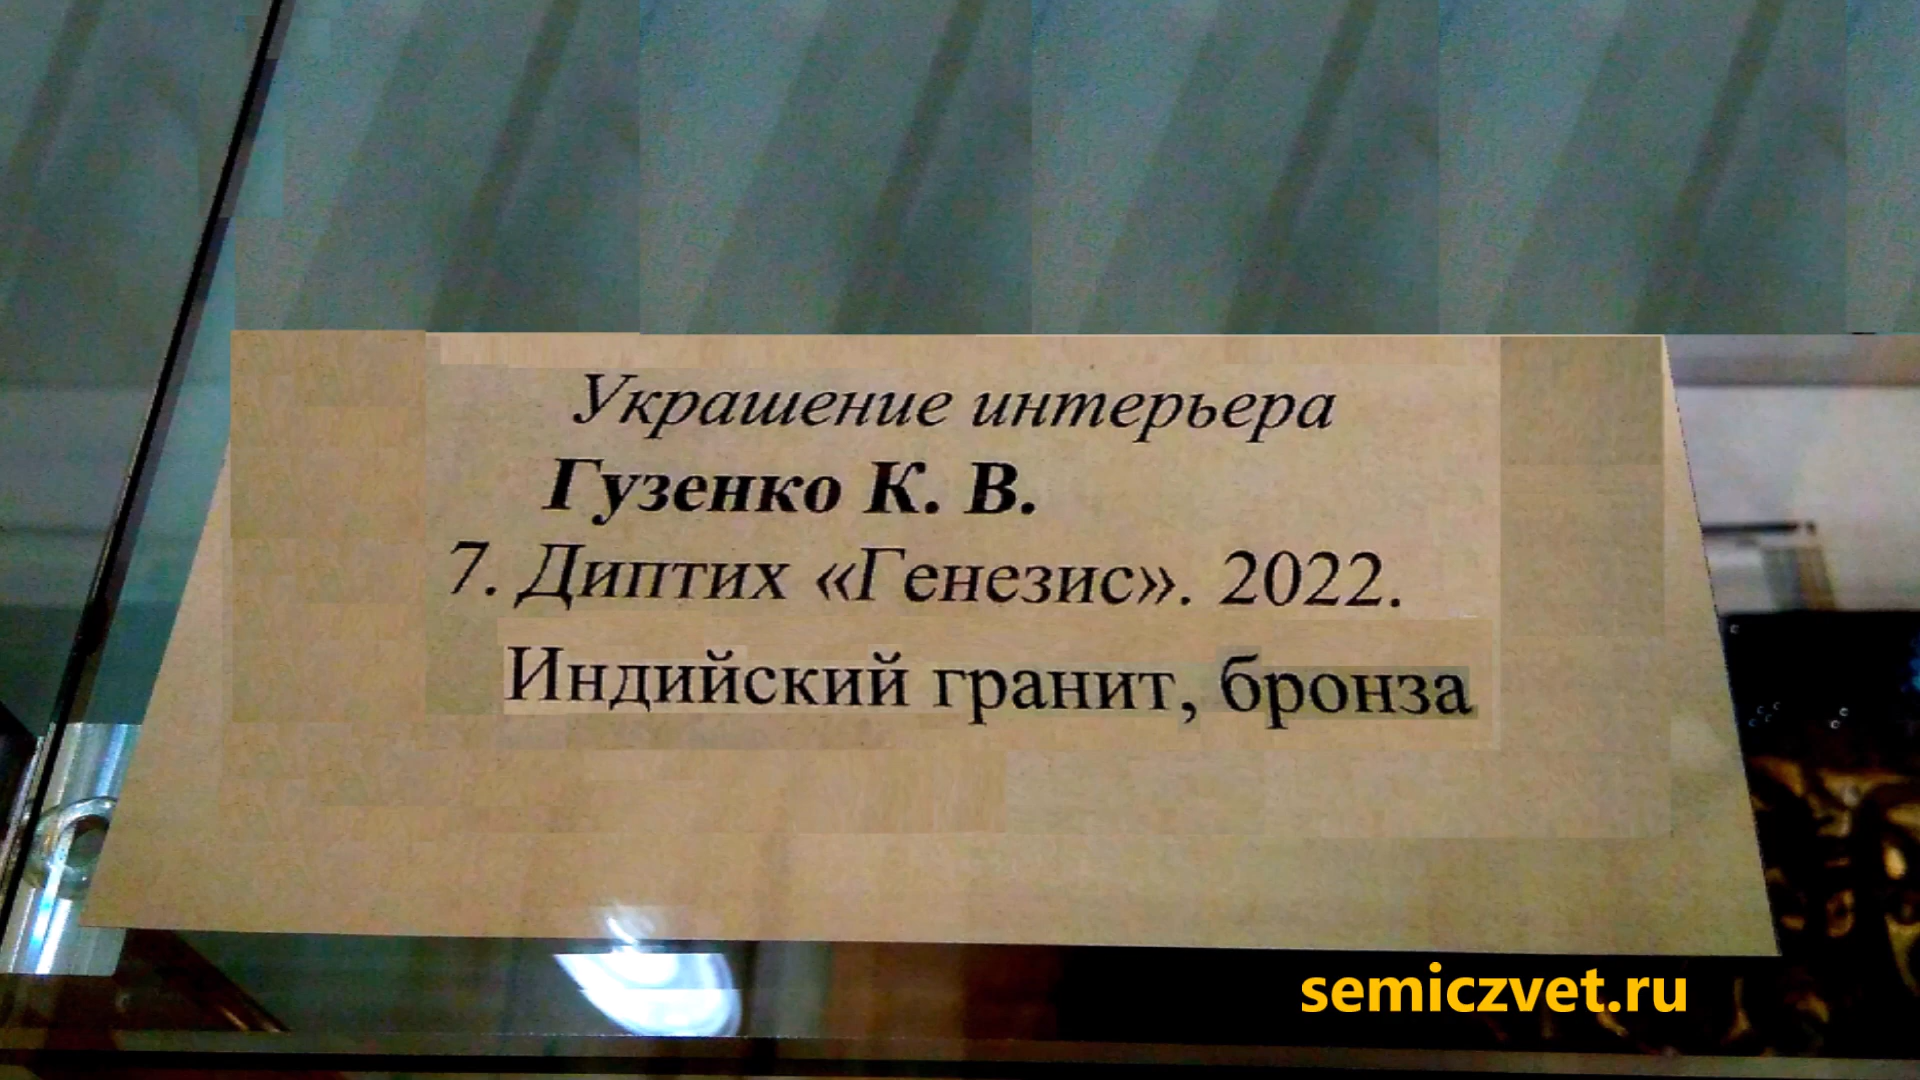 Украшение интерьера
Гузенко К. В.
7. Диптих «Генезис». 2022.
Индийский гранит, бронза
semiczvet.ru